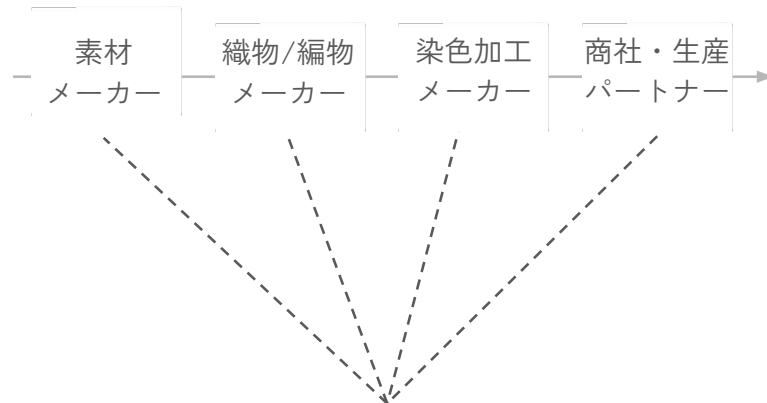 素材
メーカー
織物/編物
メーカー
染色加工
メーカー
商社・生産
パートナー